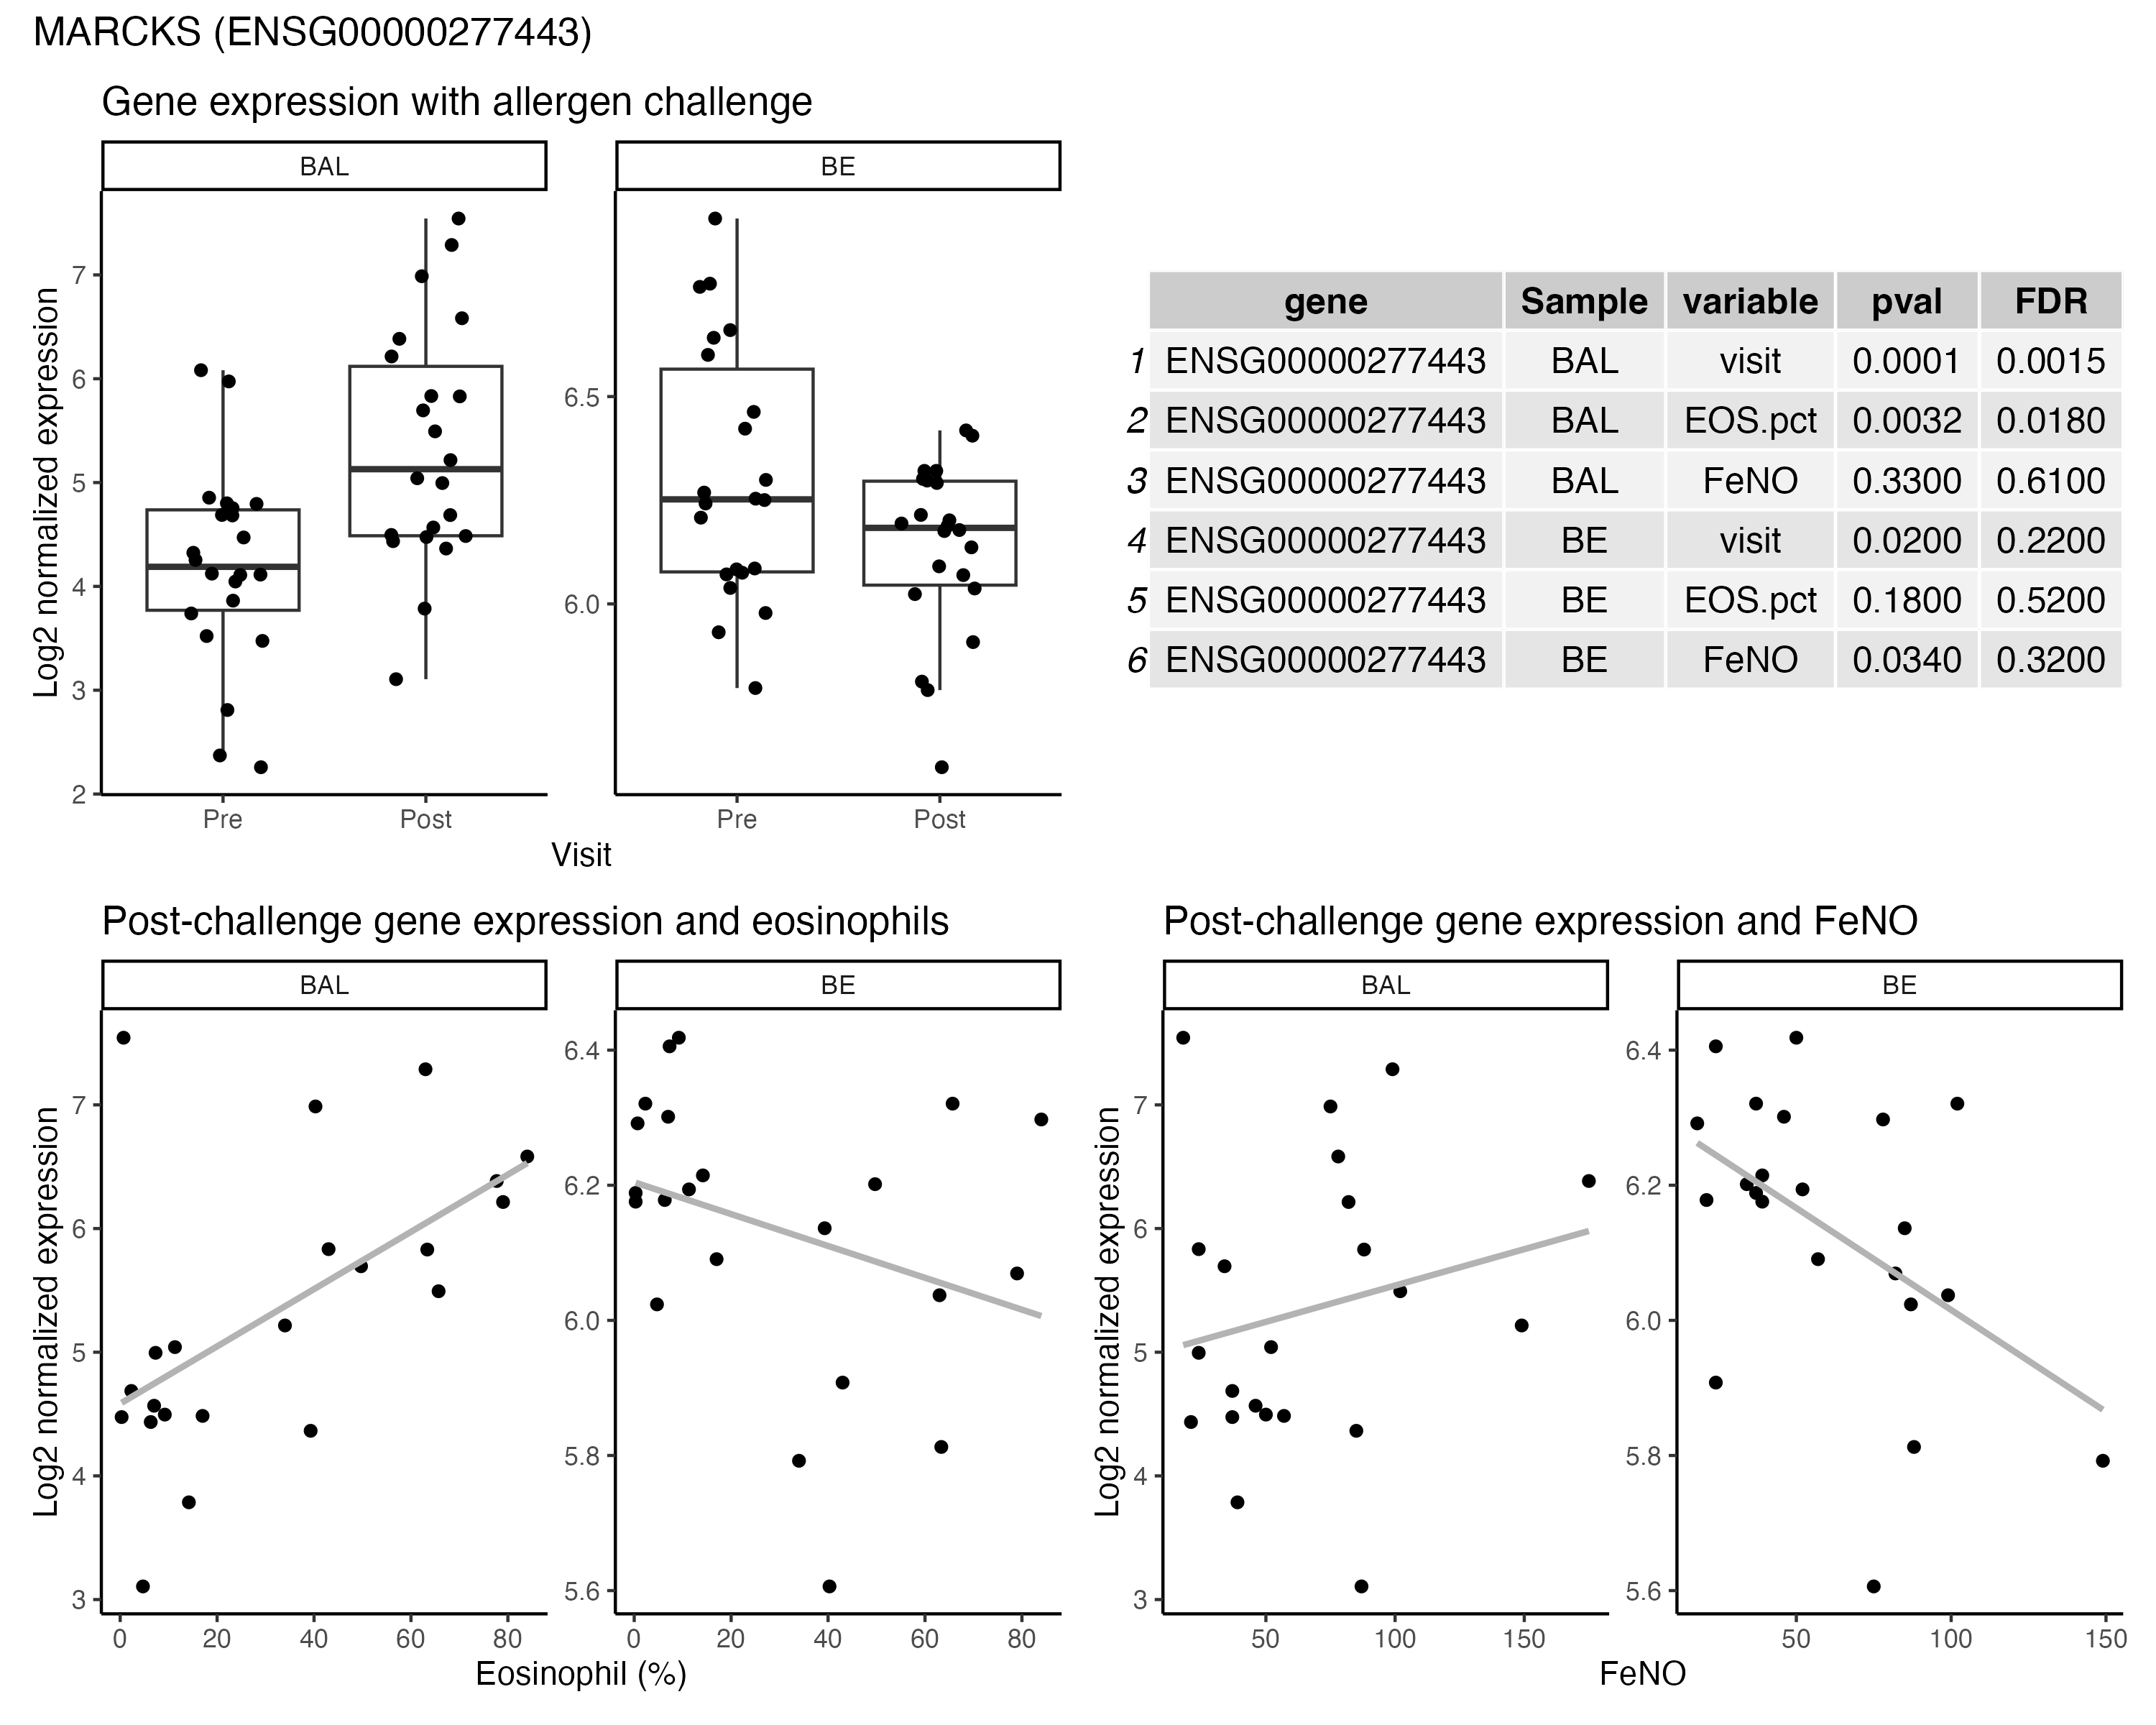 MARCKS (ENSG00000277443)
Gene expression with allergen challenge
BAL
BE
Log2 normalized expression
7
6
5
4
3
2
6.5
6.0
Pre
Post
Pre
Post
Visit
gene Sample variable pval FDR
1 ENSG00000277443 BAL visit 0.0001 0.0015
2 ENSG00000277443 BAL EOS.pct 0.0032 0.0180
3 ENSG00000277443 BAL FeNO 0.3300 0.6100
4 ENSG00000277443 BE visit 0.0200 0.2200
5 ENSG00000277443 BE EOS.pct 0.1800 0.5200
6 ENSG00000277443 BE FeNO 0.0340 0.3200
Post-challenge gene expression and eosinophils
BAL
BE
Log2 normalized expression
7
6
5
4
3
6.4
6.2
6.0
5.8
5.6
0 20 40 60 80
0 20 40 60 80
Eosinophil (%)
Post-challenge gene expression and FeNO
BAL
BE
Log2 normalized expression
7
6
5
4
3
6.4
6.2
6.0
5.8
5.6
50 100 150
50 100 150
FeNO